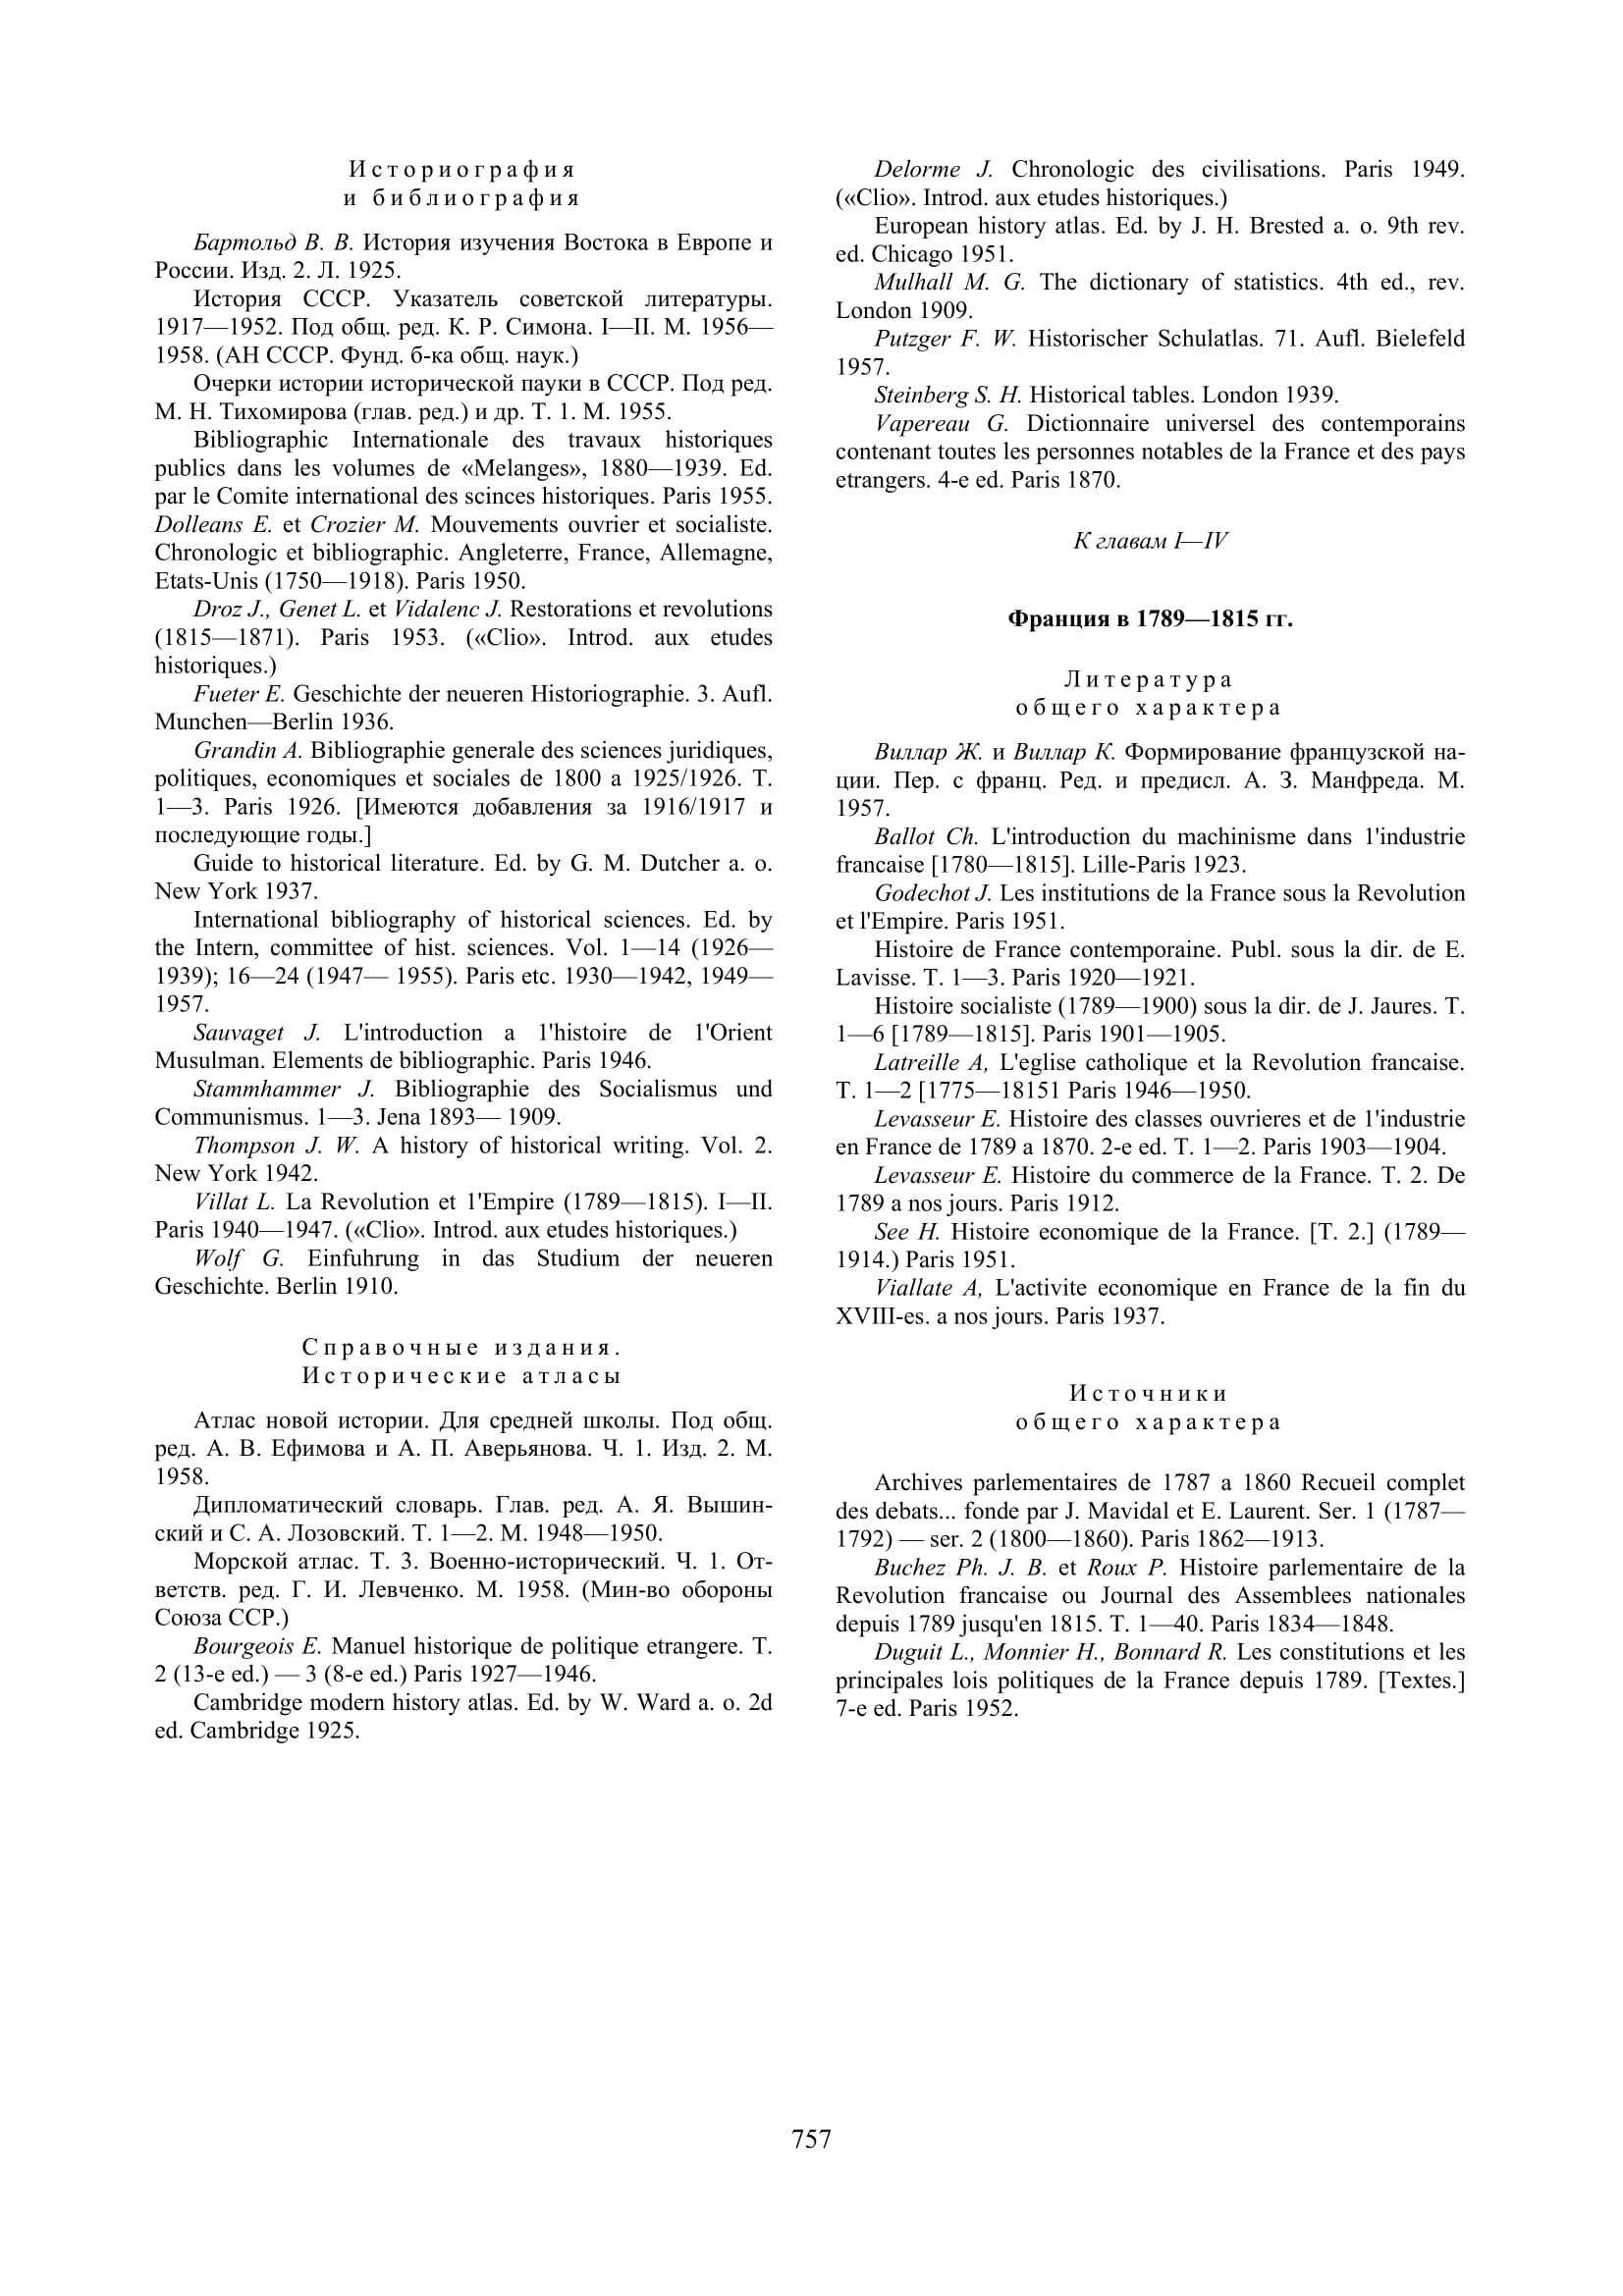 Историография
и библиография
Бартольд В. В. История изучения Востока в Европе и
России. Изд. 2. Л. 1925.
История СССР. Указатель советской литературы.
1917—1952. Под общ. ред. К. Р. Симона. I—II. М. 1956—
1958. (АН СССР. Фунд. б-ка общ. наук.)
Очерки истории исторической пауки в СССР. Под ред.
М. Н. Тихомирова (глав. ред.) и др. Т. 1. М. 1955.
Bibliographic Internationale des travaux historiques
publics dans les volumes de «Melanges», 1880—1939. Ed.
par le Comite international des scinces historiques. Paris 1955.
Dolleans E. et Crozier M. Mouvements ouvrier et socialiste.
Chronologic et bibliographic. Angleterre, France, Allemagne,
Etats-Unis (1750—1918). Paris 1950.
Droz J., Genet L. et Vidalenc J. Restorations et revolutions
(1815—1871). Paris 1953. («Clio». Introd. aux etudes
historiques.)
Fueter E. Geschichte der neueren Historiographie. 3. Aufl.
Munchen—Berlin 1936.
Grandin A. Bibliographie generale des sciences juridiques,
politiques, economiques et sociales de 1800 a 1925/1926. T.
1—3. Paris 1926. [Имеются добавления за 1916/1917 и
последующие годы.]
Guide to historical literature. Ed. by G. M. Dutcher a. o.
New York 1937.
International bibliography of historical sciences. Ed. by
the Intern, committee of hist. sciences. Vol. 1—14 (1926—
1939); 16—24 (1947— 1955). Paris etc. 1930—1942, 1949—
1957.
Sauvaget J. L'introduction a 1'histoire de 1'Orient
Musulman. Elements de bibliographic. Paris 1946.
Stammhammer J. Bibliographie des Socialismus und
Communismus. 1—3. Jena 1893— 1909.
Thompson J. W. A history of historical writing. Vol. 2.
New York 1942.
Villat L. La Revolution et 1'Empire (1789—1815). I—II.
Paris 1940—1947. («Clio». Introd. aux etudes historiques.)
Wolf G. Einfuhrung in das Studium der neueren
Geschichte. Berlin 1910.
Справочные издания.
Исторические атласы
Атлас новой истории. Для средней школы. Под общ.
ред. А. В. Ефимова и А. П. Аверьянова. Ч. 1. Изд. 2. М.
1958.
Дипломатический словарь. Глав. ред. А. Я. Вышин-
ский и С. А. Лозовский. Т. 1—2. М. 1948—1950.
Морской атлас. Т. 3. Военно-исторический. Ч. 1. От-
ветств. ред. Г. И. Левченко. М. 1958. (Мин-во обороны
Союза ССР.)
Bourgeois E. Manuel historique de politique etrangere. T.
2 (13-e ed.) — 3 (8-e ed.) Paris 1927—1946.
Cambridge modern history atlas. Ed. by W. Ward a. o. 2d
ed. Cambridge 1925.
Delorme J. Chronologic des civilisations. Paris 1949.
(«Clio». Introd. aux etudes historiques.)
European history atlas. Ed. by J. H. Brested a. o. 9th rev.
ed. Chicago 1951.
Mulhall M. G. The dictionary of statistics. 4th ed., rev.
London 1909.
Putzger F. W. Historischer Schulatlas. 71. Aufl. Bielefeld
1957.
Steinberg S. H. Historical tables. London 1939.
Vapereau G. Dictionnaire universel des contemporains
contenant toutes les personnes notables de la France et des pays
etrangers. 4-e ed. Paris 1870.
К главам I—IV
Франция в 1789—1815 гг.
Литература
общего характера
Виллар Ж. и Виллар К. Формирование французской на-
ции. Пер. с франц. Ред. и предисл. А. З. Манфреда. М.
1957.
Ballot Ch. L'introduction du machinisme dans 1'industrie
francaise [1780—1815]. Lille-Paris 1923.
Godechot J. Les institutions de la France sous la Revolution
et l'Empire. Paris 1951.
Histoire de France contemporaine. Publ. sous la dir. de E.
Lavisse. T. 1—3. Paris 1920—1921.
Histoire socialiste (1789—1900) sous la dir. de J. Jaures. T.
1—6 [1789—1815]. Paris 1901—1905.
Latreille A, L'eglise catholique et la Revolution francaise.
T. 1—2 [1775—18151 Paris 1946—1950.
Levasseur E. Histoire des classes ouvrieres et de 1'industrie
en France de 1789 a 1870. 2-e ed. T. 1—2. Paris 1903—1904.
Levasseur E. Histoire du commerce de la France. T. 2. De
1789 a nos jours. Paris 1912.
See H. Histoire economique de la France. [T. 2.] (1789—
1914.) Paris 1951.
Viallate A, L'activite economique en France de la fin du
XVIII-es. a nos jours. Paris 1937.
Источники
общего характера
Archives parlementaires de 1787 a 1860 Recueil complet
des debats... fonde par J. Mavidal et E. Laurent. Ser. 1 (1787—
1792) — ser. 2 (1800—1860). Paris 1862—1913.
Buchez Ph. J. B. et Roux P. Histoire parlementaire de la
Revolution francaise ou Journal des Assemblees nationales
depuis 1789 jusqu'en 1815. T. 1—40. Paris 1834—1848.
Duguit L., Monnier H., Bonnard R. Les constitutions et les
principales lois politiques de la France depuis 1789. [Textes.]
7-e ed. Paris 1952.
757